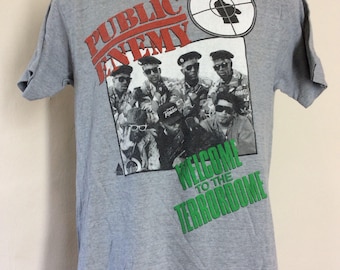 PUBLIC
ENEMY
WELCOME
TO THE
TERRORDOME